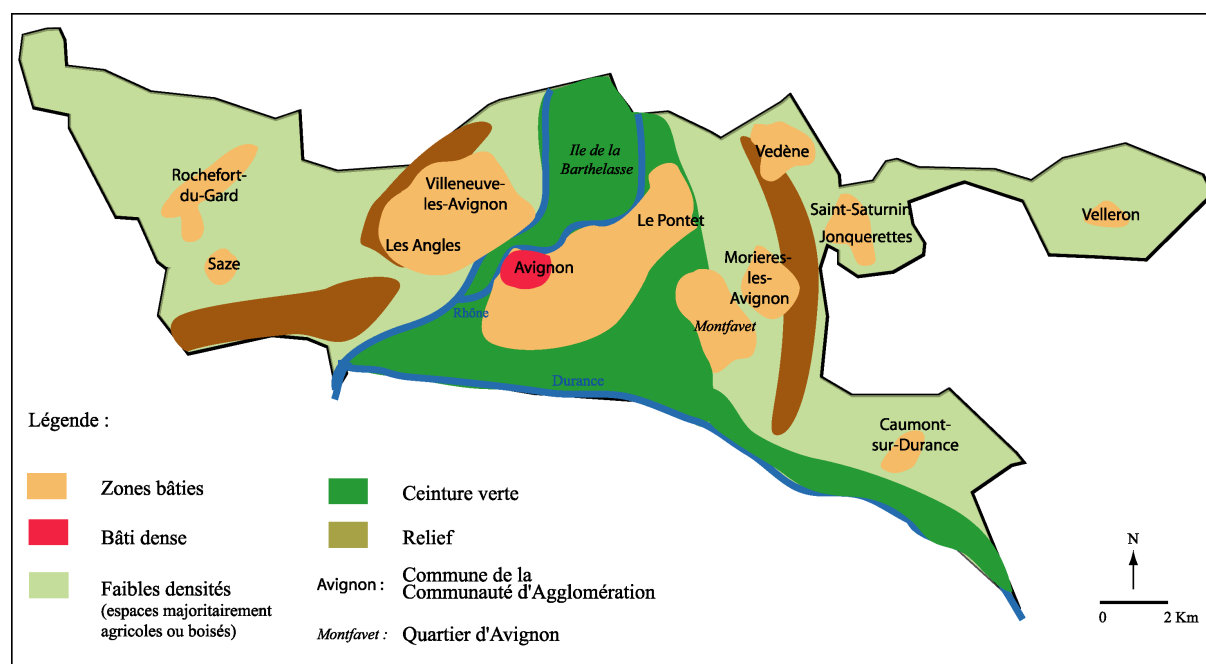 Ile de la
Barthelasse
Vedène
Rochefort-
du-Gard
Villeneuve-
les-Avignon
Saint-Saturnin
Velleron
Le Pontet
Jonquerettes
Les Angles
Saze
Avignon
Morieres-
les-
Avignon
Rhône
Montfavet
Durance
Caumont-
sur-Durance
Légende :
Zones bâties
Bâti dense
Faibles densités
(espaces majoritairement
agricoles ou boisés)
Ceinture verte
Relief
Avignon : Commune de la
Communauté d'Agglomération
Montfavet : Quartier d'Avignon
N
0 2 Km